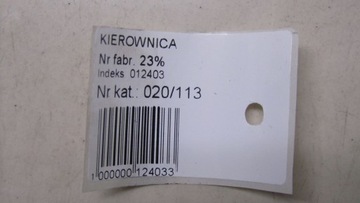 KIEROWNICA
Nr fabr. 23%
Indeks 012403
Nr kat.: 020/113
1 000000 124033